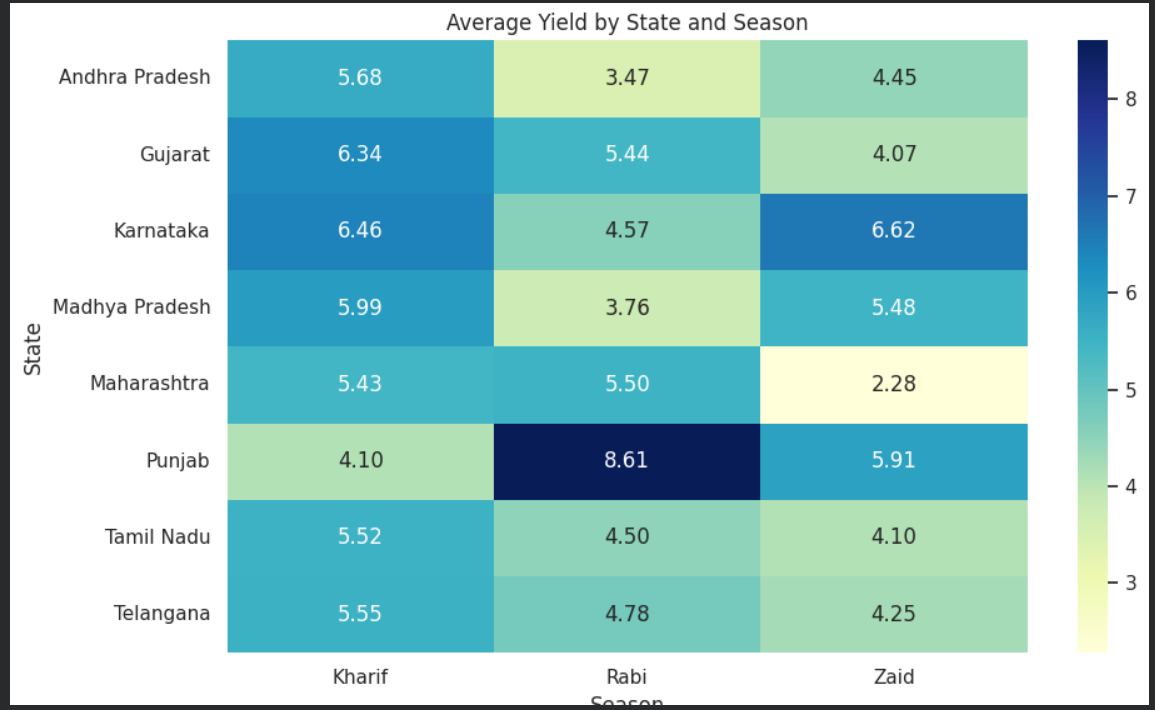 Average Yield by State and Season
Andhra Pradesh 5.68 3.47 4.45
Gujarat 6.34 5.44 4.07
Karnataka 6.46 4.57 6.62
Madhya Pradesh 5.99 3.76 5.48
Maharashtra 5.43 5.50 2.28
Punjab 4.10 8.61 5.91
Tamil Nadu 5.52 4.50 4.10
Telangana 5.55 4.78 4.25
State
Kharif Rabi Zaid
Season
8
7
6
5
4
3